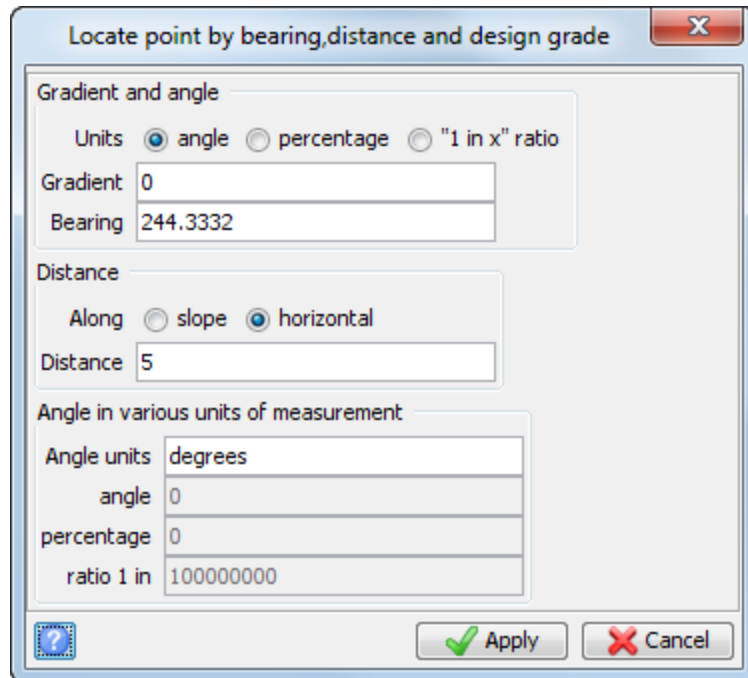 Locate point by bearing,distance and design grade
Gradient and angle
Units angle percentage "1 in x" ratio
Gradient 0
Bearing 244.3332
Distance
Along slope horizontal
Distance 5
Angle in various units of measurement
Angle units degrees
angle 0
percentage 0
ratio 1 in 100000000
? Apply Cancel